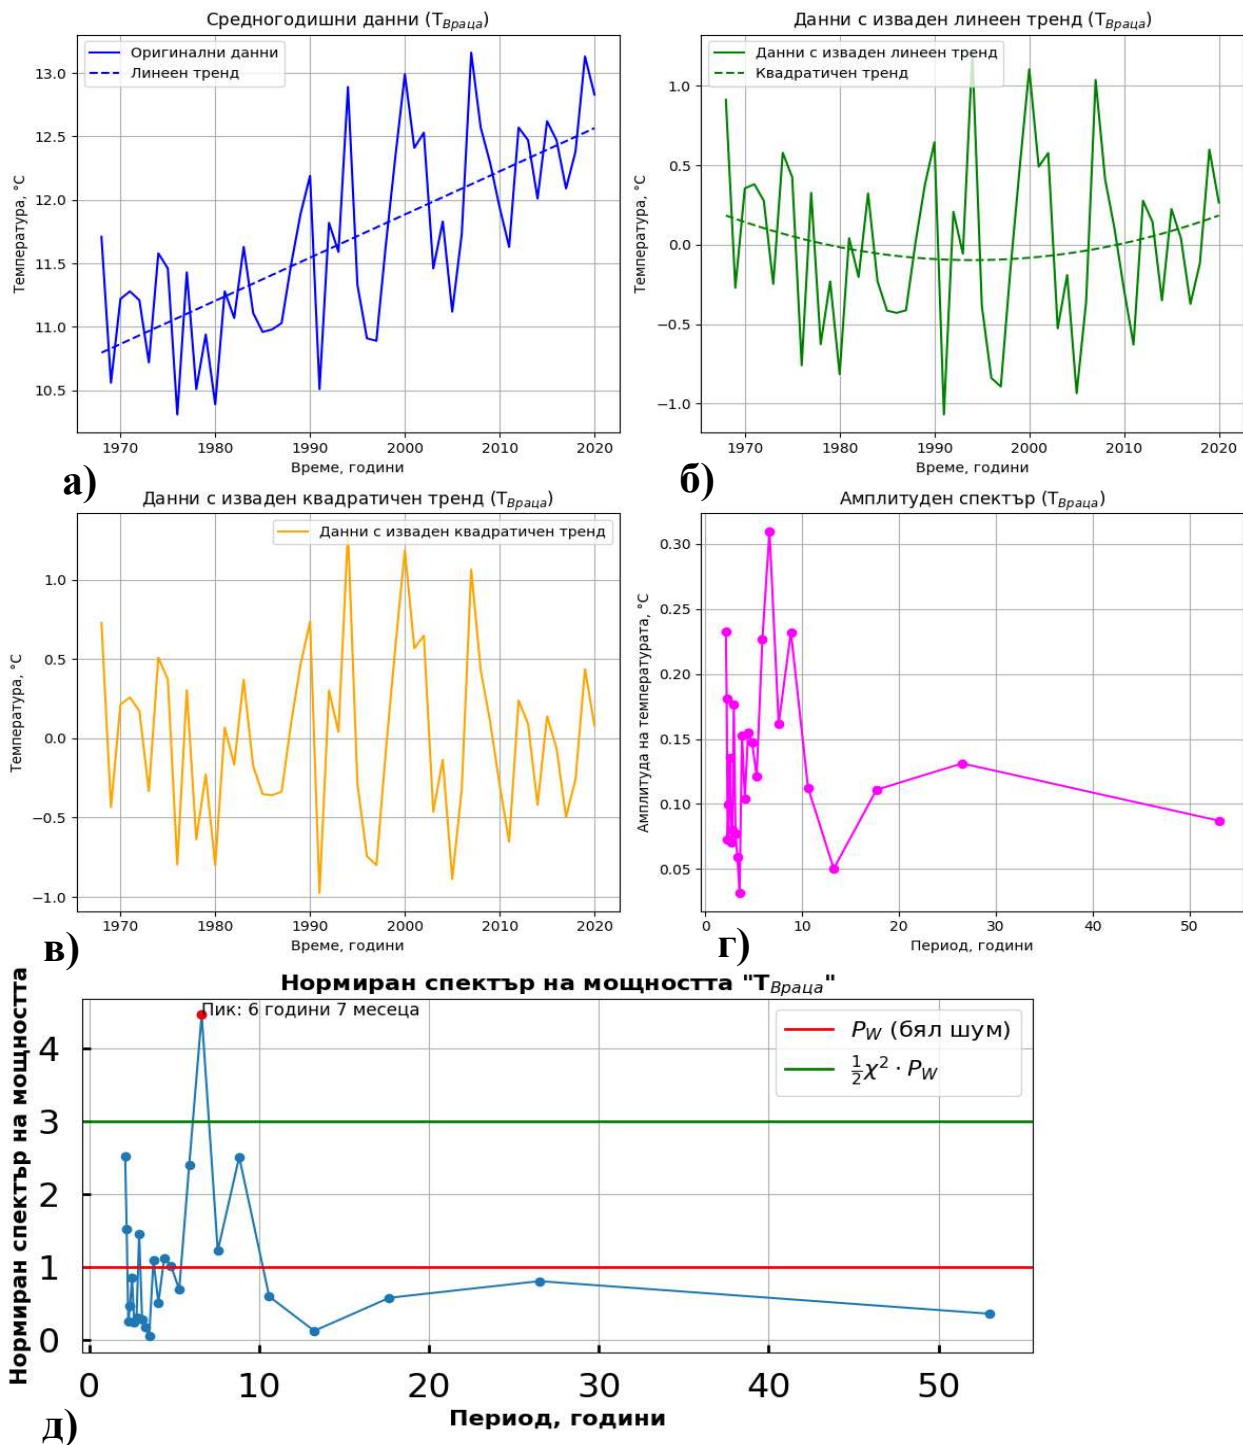 Средногодишни данни (TВраца)
Оригинални данни
Линеен тренд
Температура, °C
13.0
12.5
12.0
11.5
11.0
10.5
1970 1980 1990 2000 2010 2020
Време, години
а)
Данни с изваден линеен тренд (TВраца)
Данни с изваден линеен тренд
Квадратичен тренд
Температура, °C
1.0
0.5
0.0
−0.5
−1.0
1970 1980 1990 2000 2010 2020
Време, години
б)
Данни с изваден квадратичен тренд (TВраца)
Данни с изваден квадратичен тренд
Температура, °C
1.0
0.5
0.0
−0.5
−1.0
1970 1980 1990 2000 2010 2020
Време, години
в)
Амплитуден спектър (TВраца)
Амплитуда на температурата, °C
0.30
0.25
0.20
0.15
0.10
0.05
0 10 20 30 40 50
Период, години
г)
Нормиран спектър на мощността "TВраца"
Пик: 6 години 7 месеца
PW (бял шум)
½χ² · PW
Нормиран спектър на мощността
4
3
2
1
0
0 10 20 30 40 50
Период, години
д)